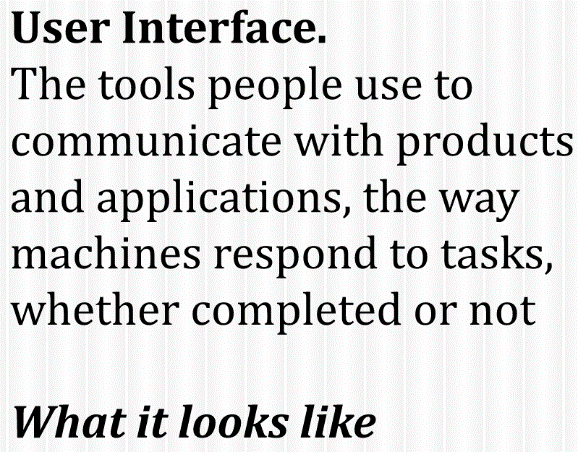 User Interface.
The tools people use to
communicate with products
and applications, the way
machines respond to tasks,
whether completed or not
What it looks like